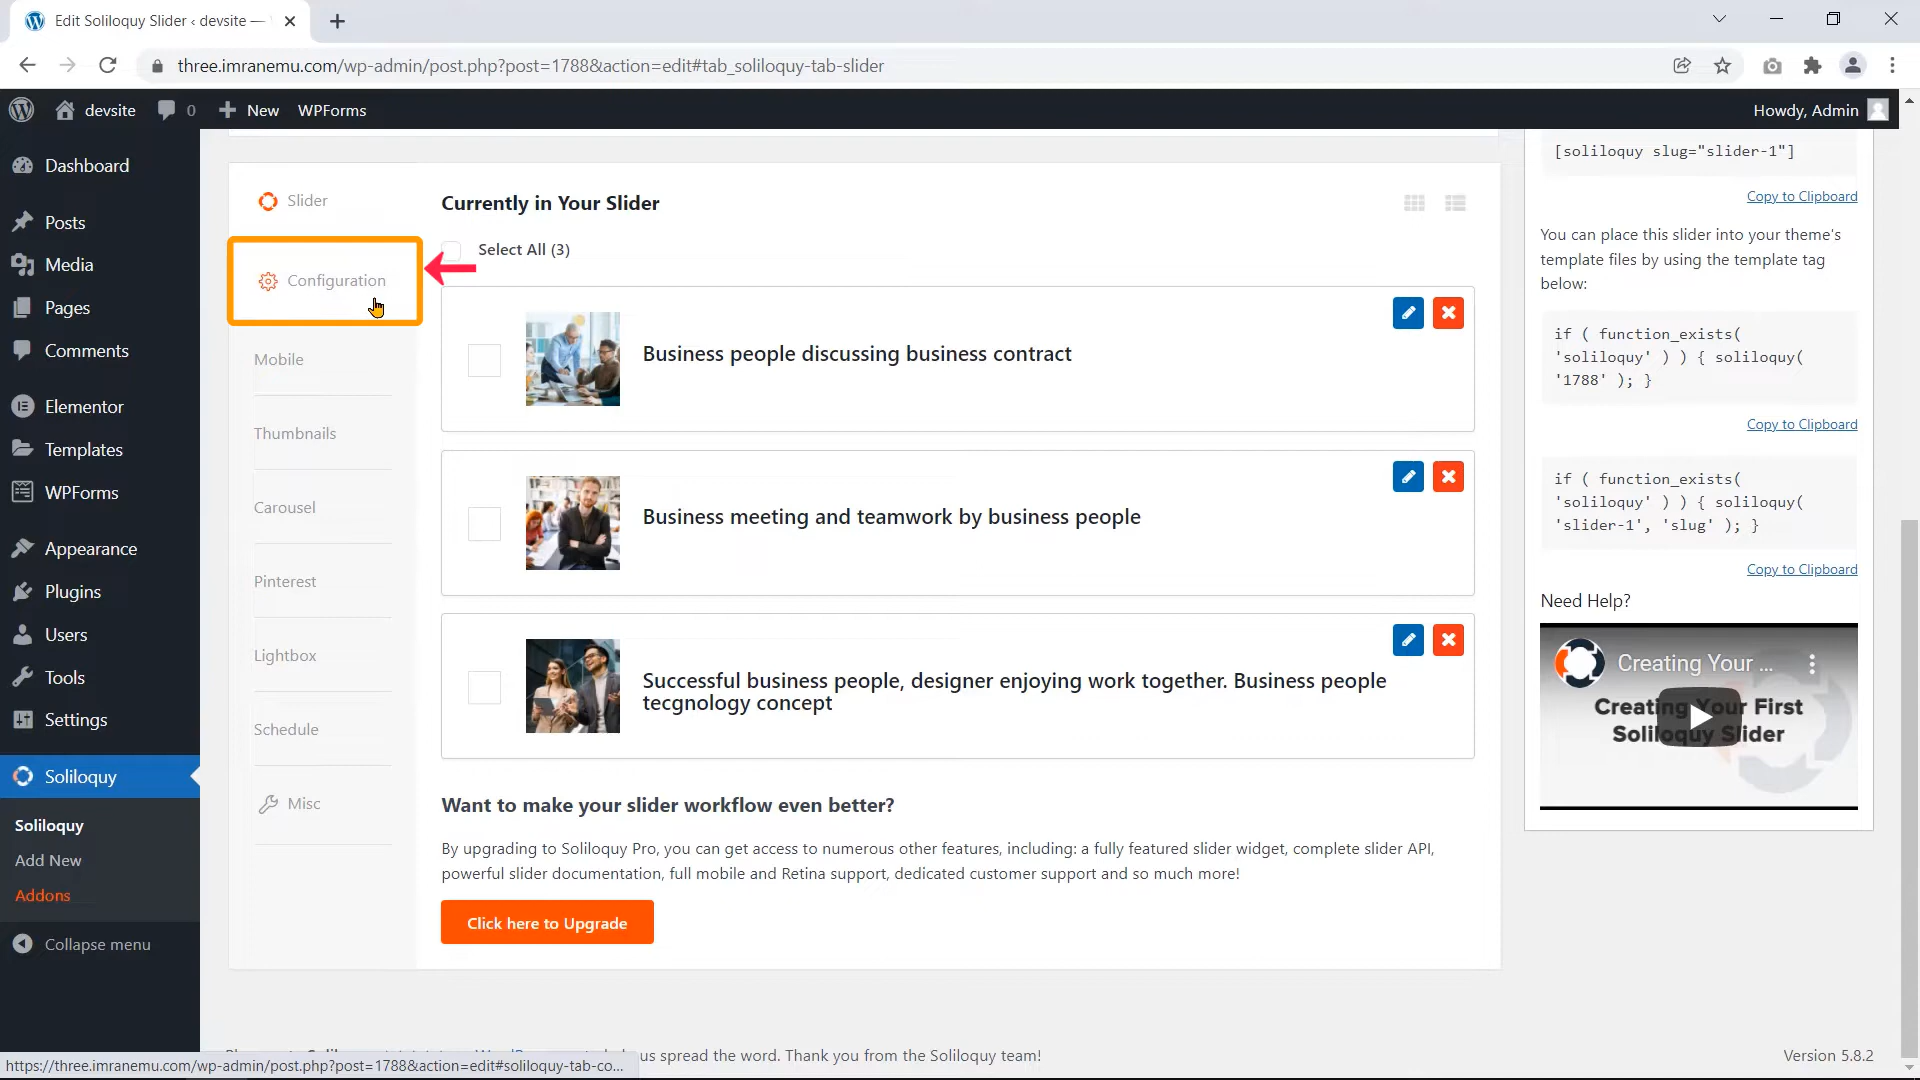 Edit Soliloquy Slider ‹ devsite —
three.imranemu.com/wp-admin/post.php?post=1788&action=edit#tab_soliloquy-tab-slider
devsite
0
New
WPForms
Howdy, Admin
Dashboard
Posts
Media
Pages
Comments
Elementor
Templates
WPForms
Appearance
Plugins
Users
Tools
Settings
Soliloquy
Soliloquy
Add New
Addons
Collapse menu
Slider
Configuration
Mobile
Thumbnails
Carousel
Pinterest
Lightbox
Schedule
Misc
Currently in Your Slider
Select All (3)
Business people discussing business contract
Business meeting and teamwork by business people
Successful business people, designer enjoying work together. Business people
tecgnology concept
Want to make your slider workflow even better?
By upgrading to Soliloquy Pro, you can get access to numerous other features, including: a fully featured slider widget, complete slider API,
powerful slider documentation, full mobile and Retina support, dedicated customer support and so much more!
Click here to Upgrade
[soliloquy slug="slider-1"]
Copy to Clipboard
You can place this slider into your theme's
template files by using the template tag
below:
if ( function_exists(
'soliloquy' ) ) { soliloquy(
'1788' ); }
Copy to Clipboard
if ( function_exists(
'soliloquy' ) ) { soliloquy(
'slider-1', 'slug' ); }
Copy to Clipboard
Need Help?
Creating Your ...
Creating Your First
Soliloquy Slider
us spread the word. Thank you from the Soliloquy team!
Version 5.8.2
https://three.imranemu.com/wp-admin/post.php?post=1788&action=edit#soliloquy-tab-co...